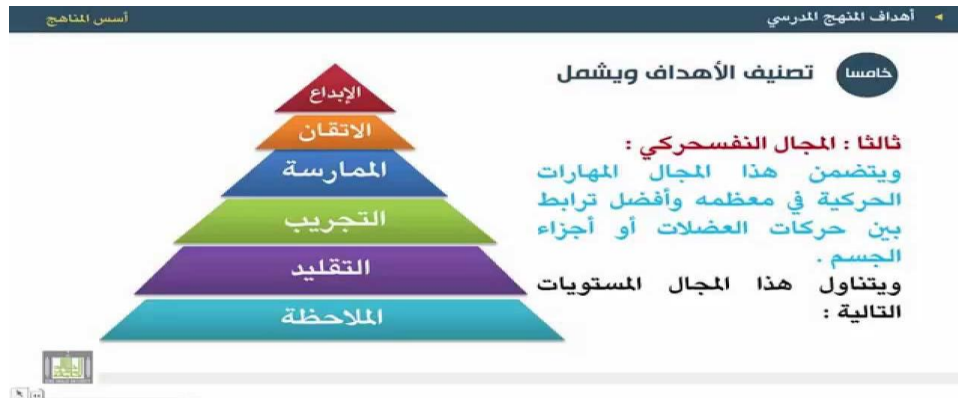 أهداف المنهج المدرسي
أسس المناهج
خامسا
تصنيف الأهداف ويشمل
ثالثا : المجال النفسحركي :
ويتضمن هذا المجال المهارات
الحركية في معظمه وأفضل ترابط
بين حركات العضلات أو أجزاء
الجسم .
ويتناول هذا المجال المستويات
التالية :
الإبداع
الاتقان
الممارسة
التجريب
التقليد
الملاحظة